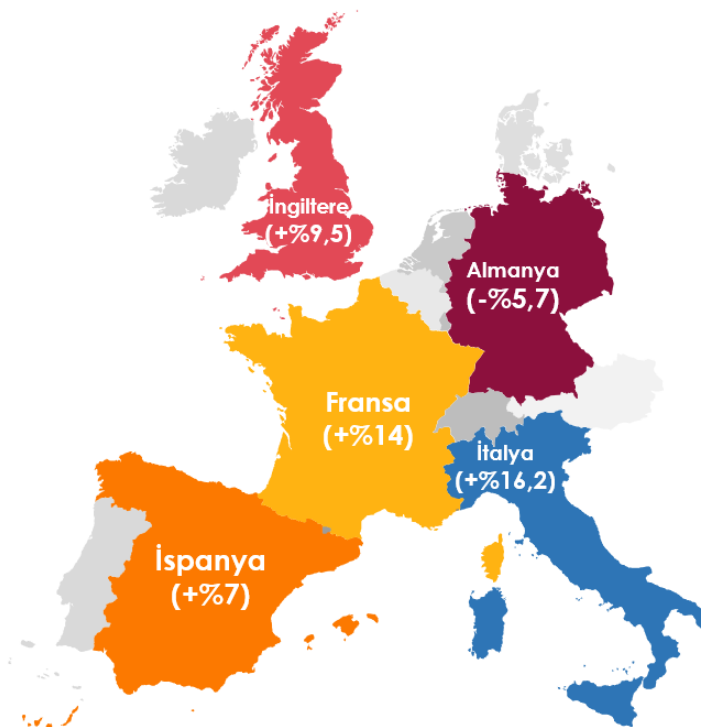 İngiltere
(+%9,5)
Almanya
(-%5,7)
Fransa
(+%14)
İtalya
(+%16,2)
İspanya
(+%7)